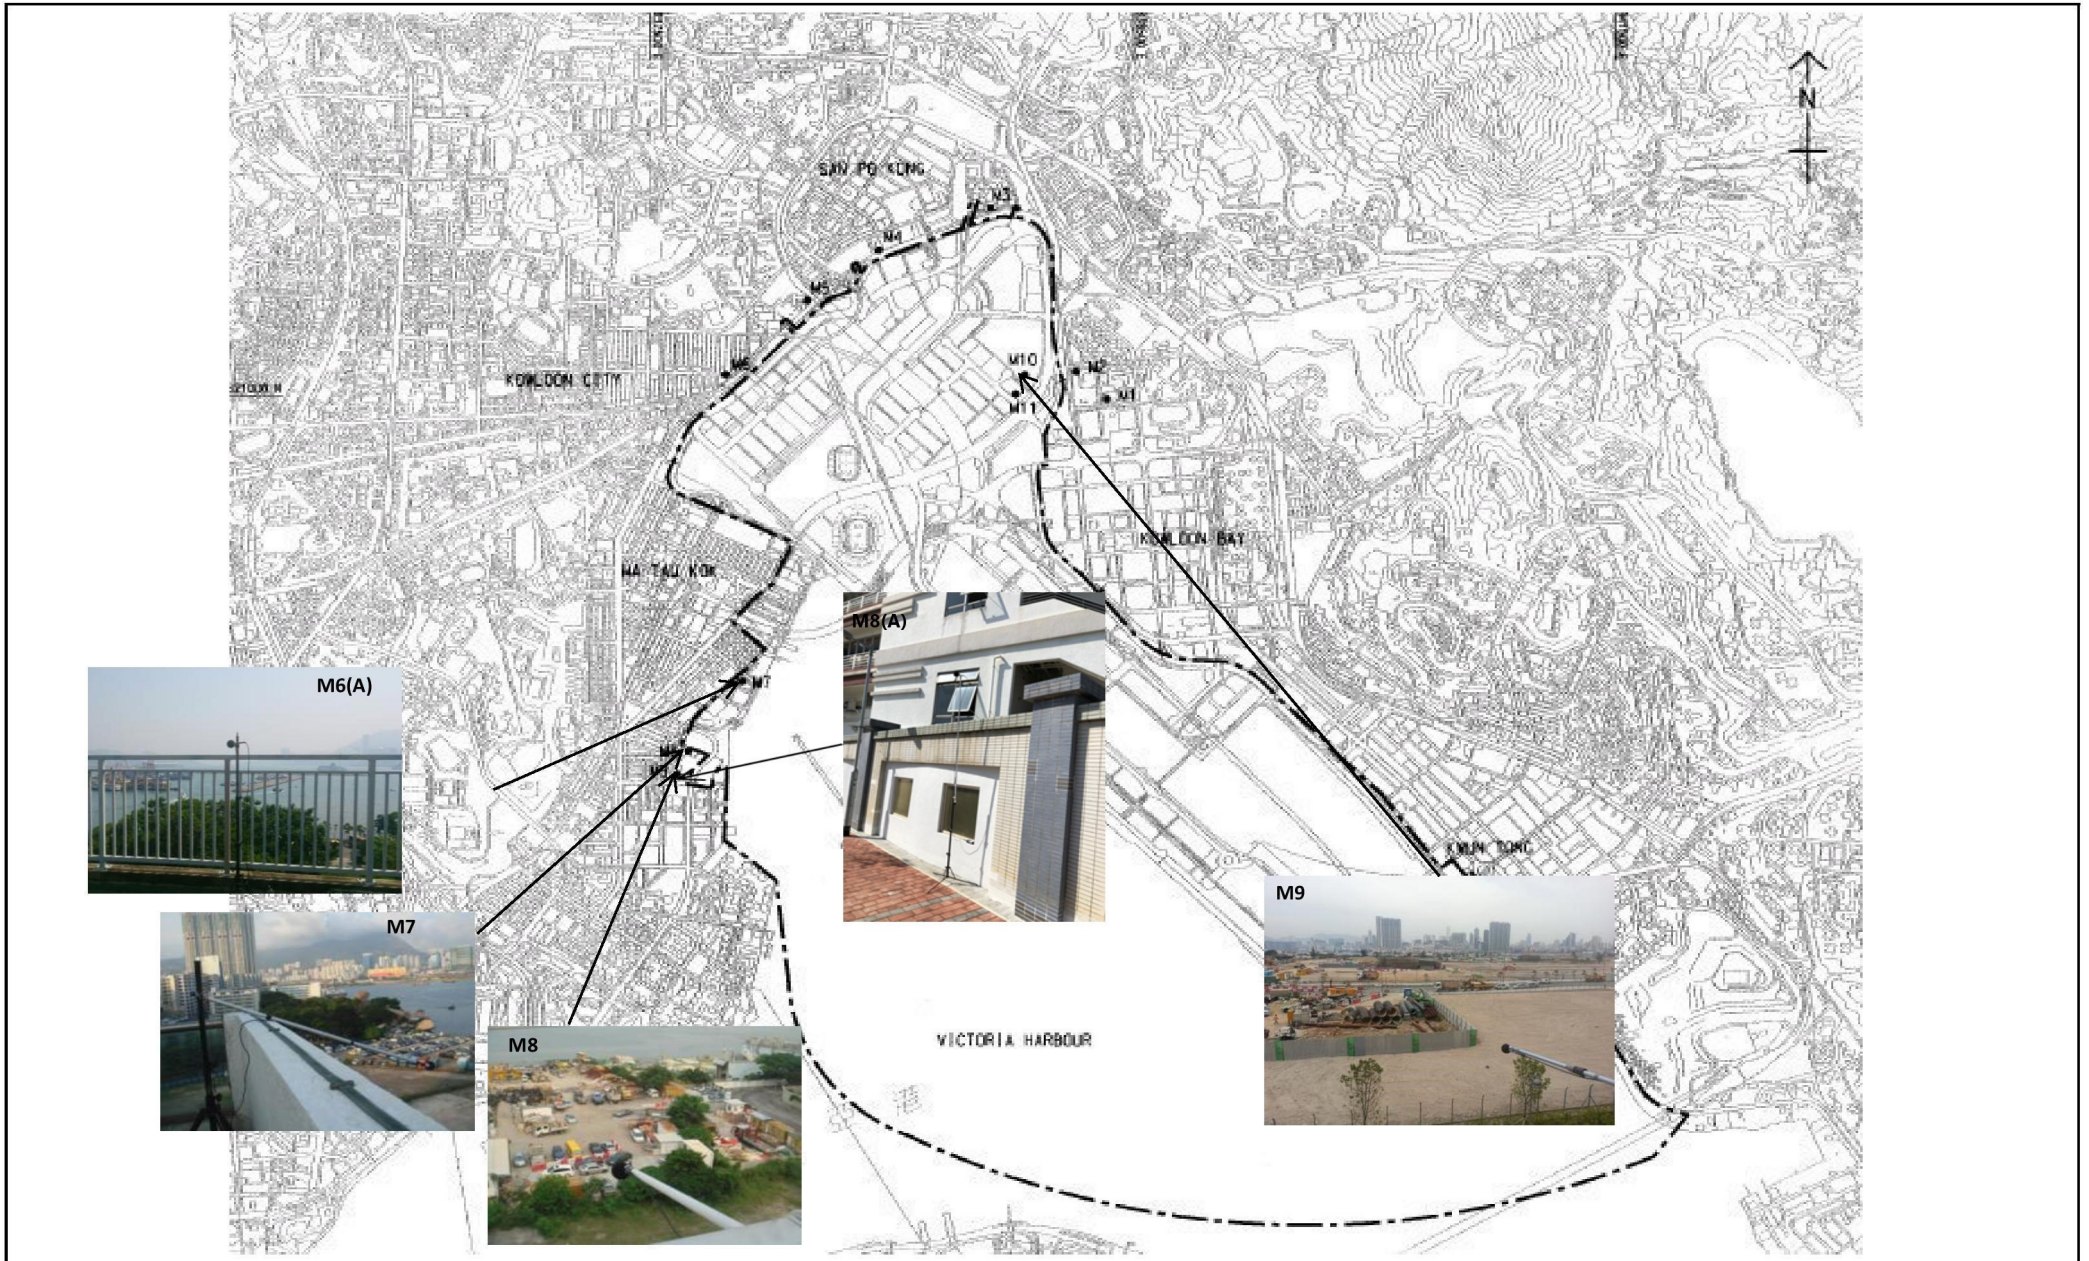 N
SAN PO KONG
M3
M4
M5
M6
KOWLOON CITY
M10
M2
M11
M1
KOWLOON BAY
MA TAU KOK
M8(A)
M7
M6(A)
KWUN TONG
M9
M7
M8
VICTORIA HARBOUR